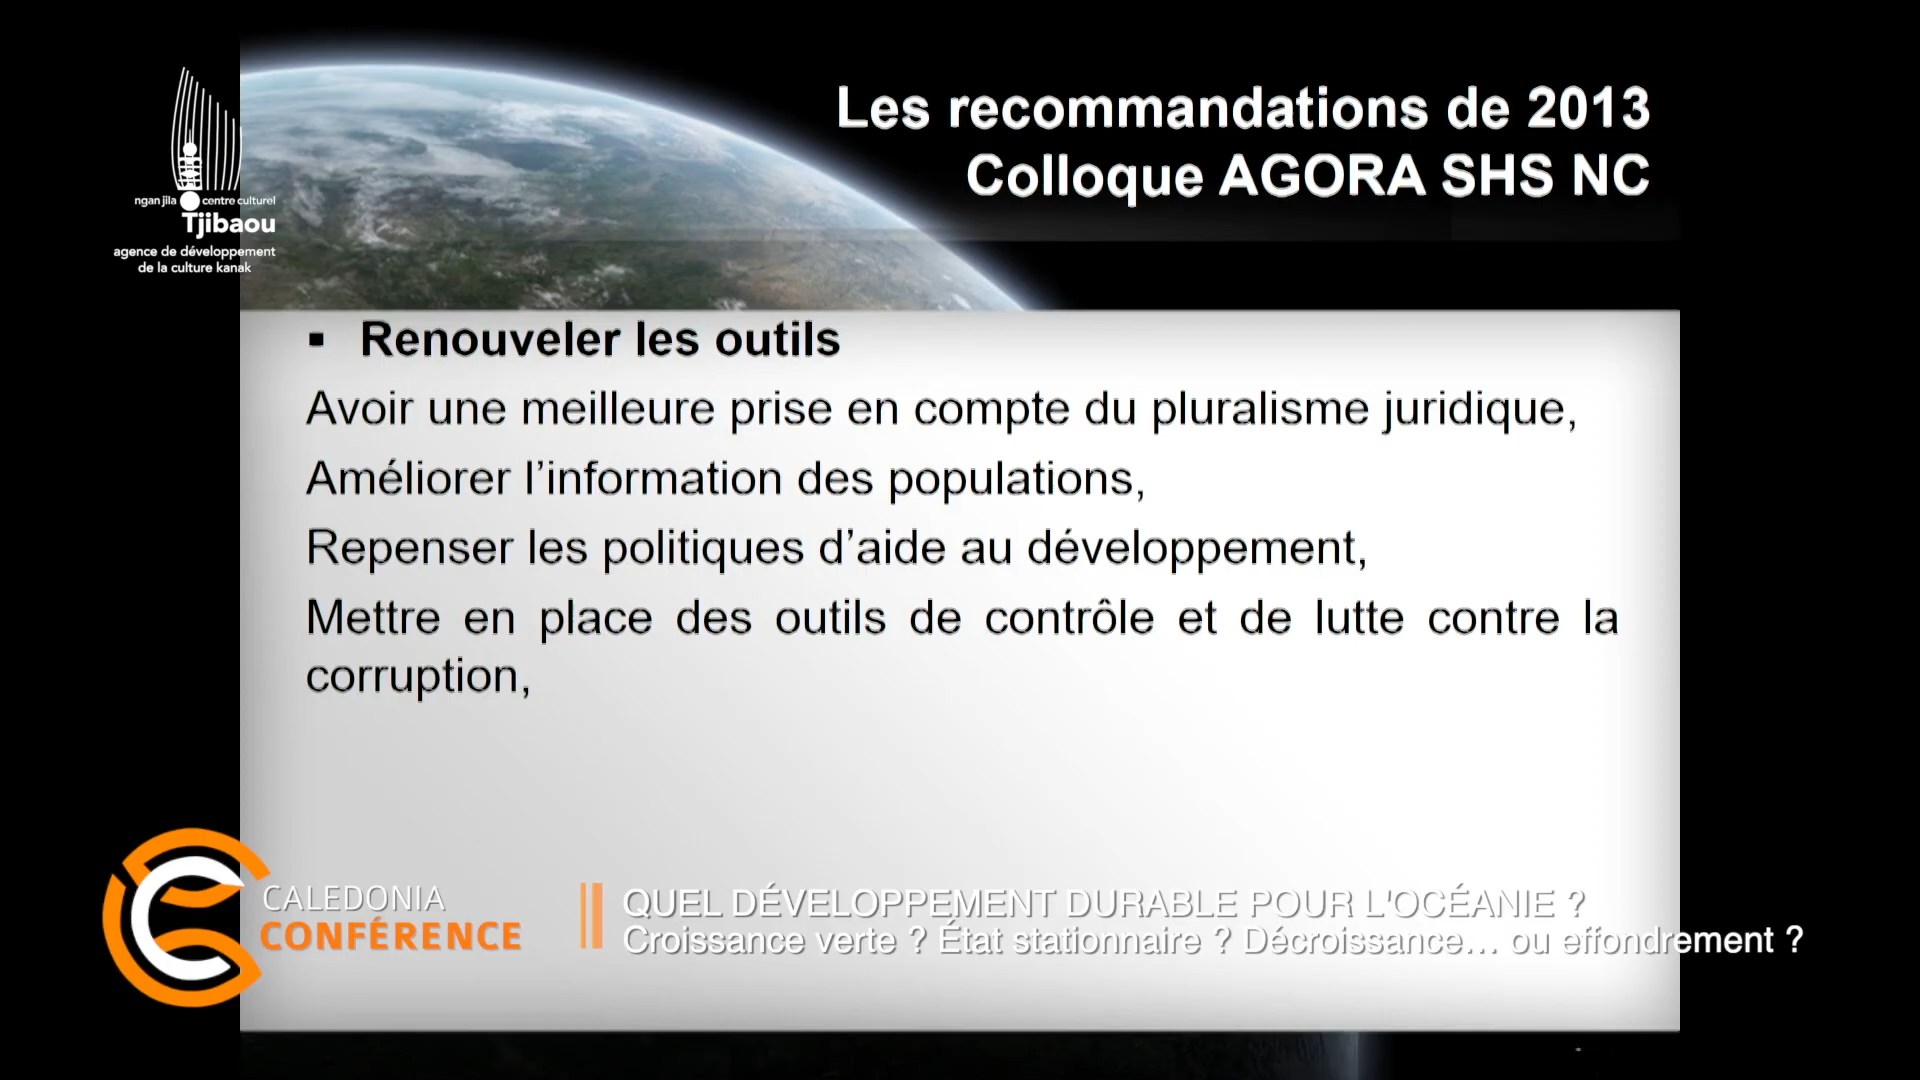 Les recommandations de 2013
Colloque AGORA SHS NC
ngan jila centre culturel
Tjibaou
agence de développement
de la culture kanak
▪ Renouveler les outils
Avoir une meilleure prise en compte du pluralisme juridique,
Améliorer l’information des populations,
Repenser les politiques d’aide au développement,
Mettre en place des outils de contrôle et de lutte contre la
corruption,
CALEDONIA
CONFÉRENCE
QUEL DÉVELOPPEMENT DURABLE POUR L'OCÉANIE ?
Croissance verte ? État stationnaire ? Décroissance... ou effondrement ?